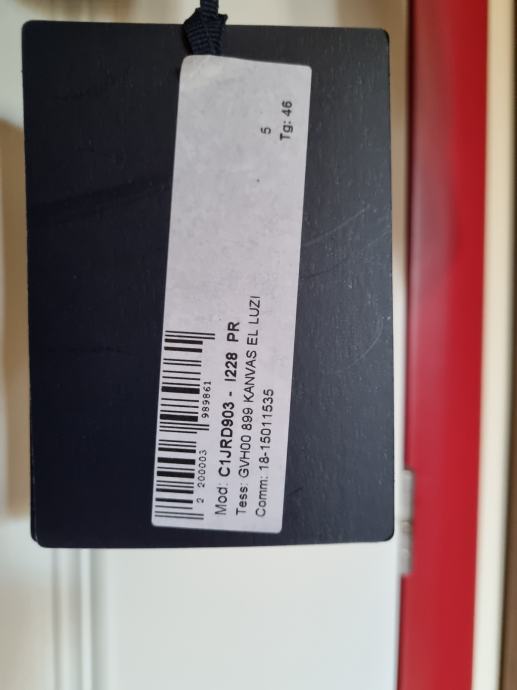 5
Tg: 46
2 200003 989861
Mod: C1JRD903 - I228 PR
Tess: GVH00 899 KANVAS EL LUZI
Comm: 18-15011535